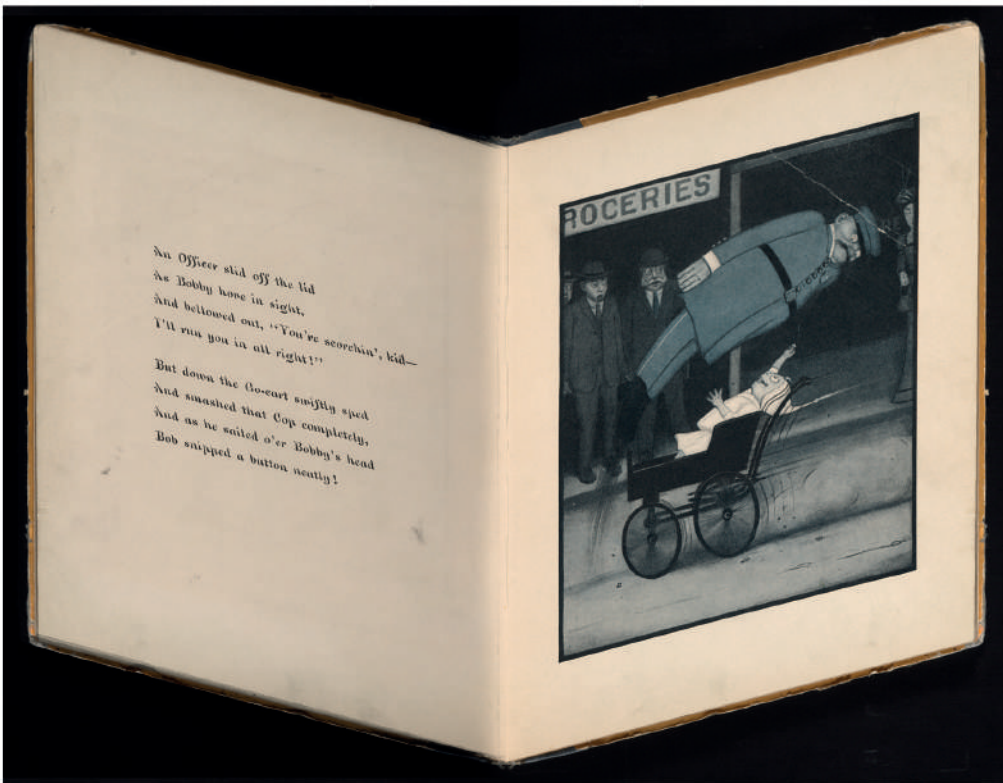 An Officer slid off the lid
As Bobby hove in sight,
And bellowed out, "You're scorchin', kid—
I'll run you in all right!"
But down the Go-cart swiftly sped
And smashed that Cop completely,
And as he sailed o'er Bobby's head
Bob snipped a button neatly!
ROCERIES